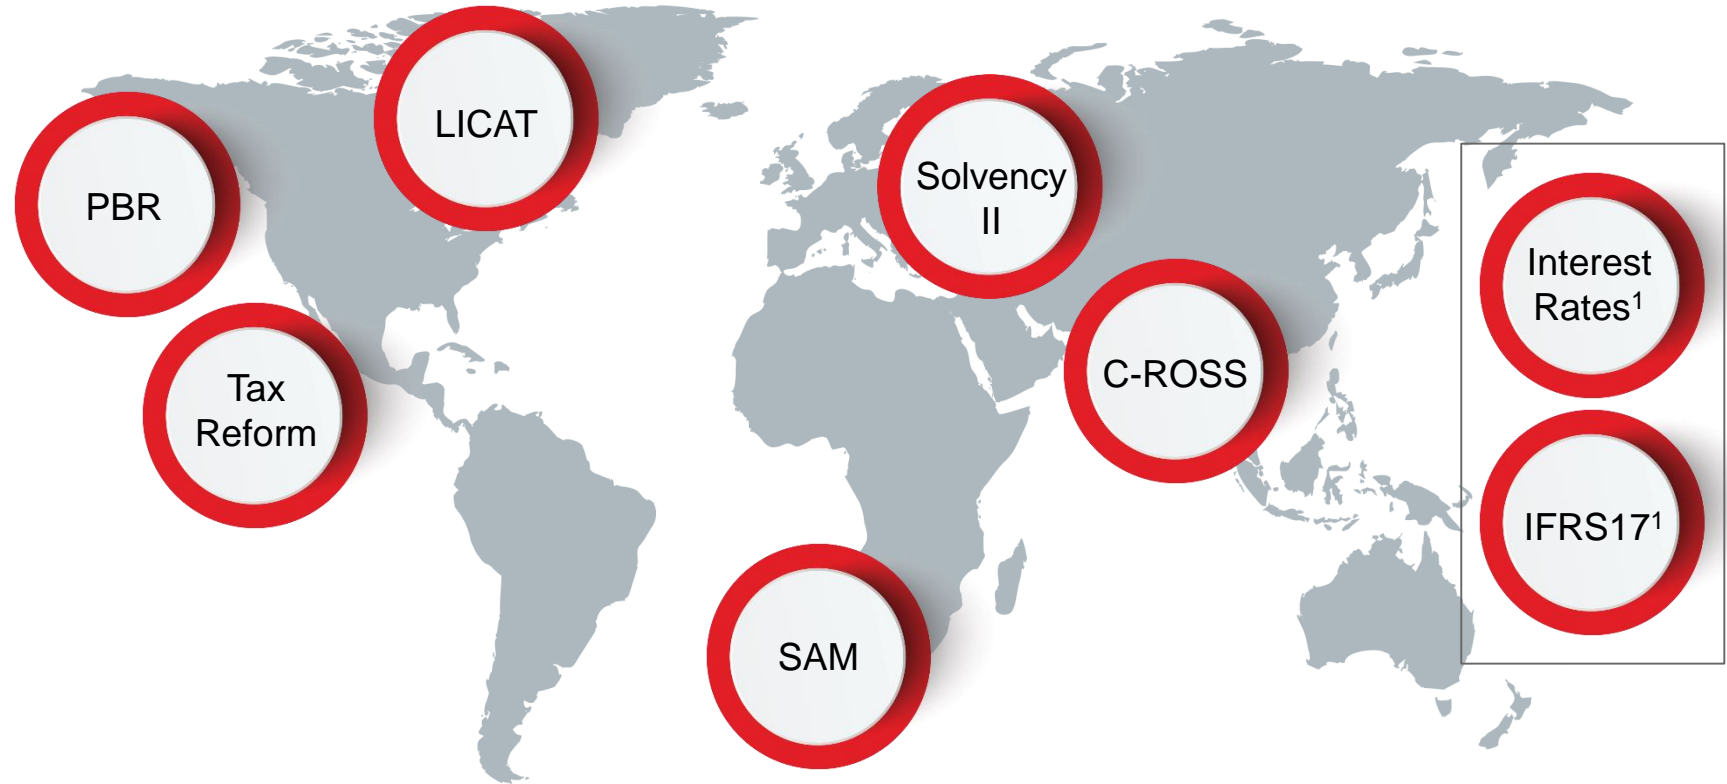 LICAT
PBR
Solvency
II
Interest
Rates¹
C-ROSS
Tax
Reform
IFRS17¹
SAM